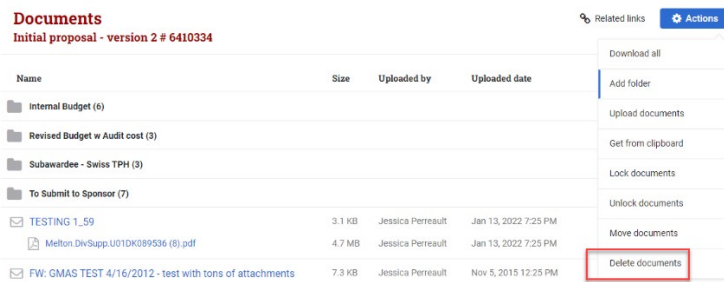 Documents
Related links
Actions
Initial proposal - version 2 # 6410334
Download all
Name Size Uploaded by Uploaded date
Add folder
Internal Budget (6)
Upload documents
Revised Budget w Audit cost (3)
Get from clipboard
Subawardee - Swiss TPH (3)
Lock documents
To Submit to Sponsor (7)
Unlock documents
TESTING 1_59 3.1 KB Jessica Perreault Jan 13, 2022 7:25 PM
Move documents
Melton.DivSupp.U01DK089536 (8).pdf 4.7 MB Jessica Perreault Jan 13, 2022 7:25 PM
Delete documents
FW: GMAS TEST 4/16/2012 - test with tons of attachments 7.3 KB Jessica Perreault Nov 5, 2015 12:25 PM